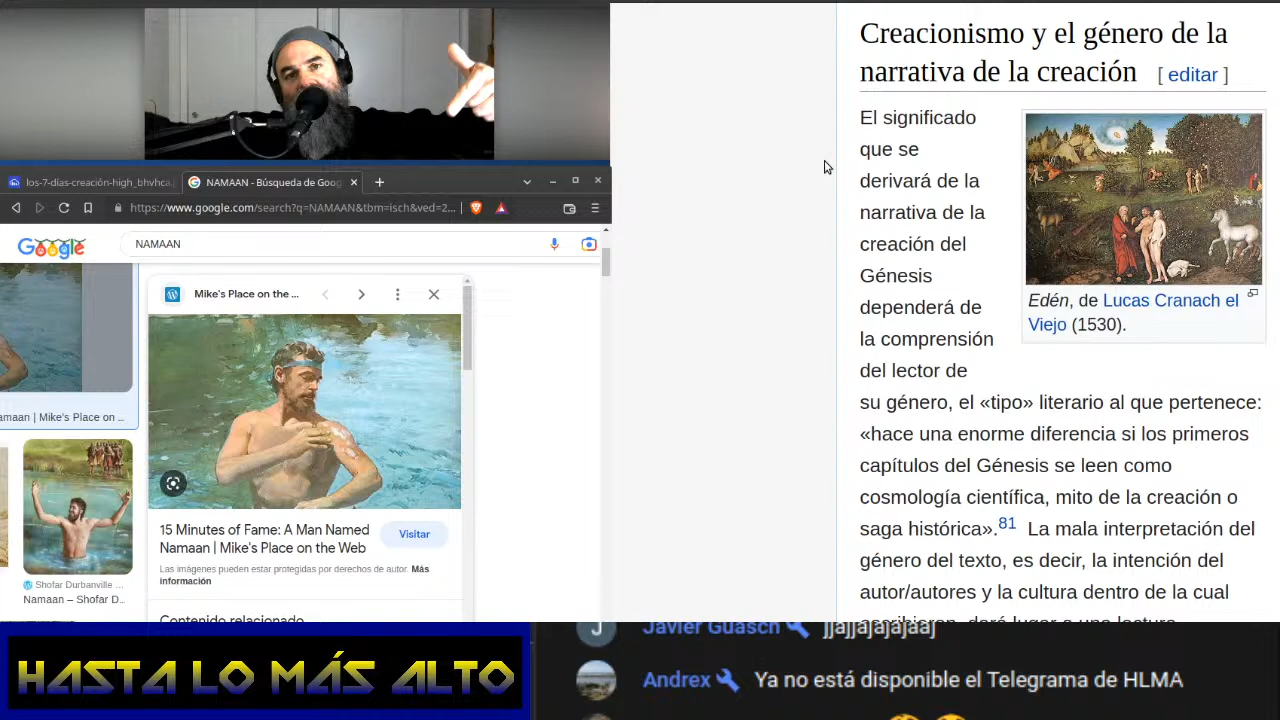 los-7-días-creación-high_bhvhca.j
NAMAAN - Búsqueda de Goog
https://www.google.com/search?q=NAMAAN&tbm=isch&ved=2...
Google
NAMAAN
Mike's Place on the ...
amaan | Mike's Place on ...
15 Minutes of Fame: A Man Named
Namaan | Mike's Place on the Web
Visitar
Las imágenes pueden estar protegidas por derechos de autor. Más
información
Contenido relacionado
Shofar Durbanville ...
Namaan – Shofar D...
Creacionismo y el género de la
narrativa de la creación [ editar ]
El significado
que se
derivará de la
narrativa de la
creación del
Génesis
dependerá de
la comprensión
del lector de
su género, el «tipo» literario al que pertenece:
«hace una enorme diferencia si los primeros
capítulos del Génesis se leen como
cosmología científica, mito de la creación o
saga histórica».81 La mala interpretación del
género del texto, es decir, la intención del
autor/autores y la cultura dentro de la cual
Edén, de Lucas Cranach el
Viejo (1530).
HASTA LO MÁS ALTO
J
Javier Guasch jjajjajajajaaj
Andrex Ya no está disponible el Telegrama de HLMA